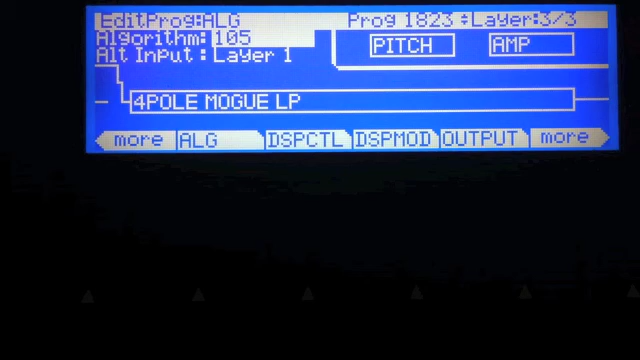 EditProg:ALG Prog 1823 Layer:3/3
Algorithm:105
Alt Input :Layer 1
PITCH AMP
4POLE MOGUE LP
more ALG DSPCTL DSPMOD OUTPUT more